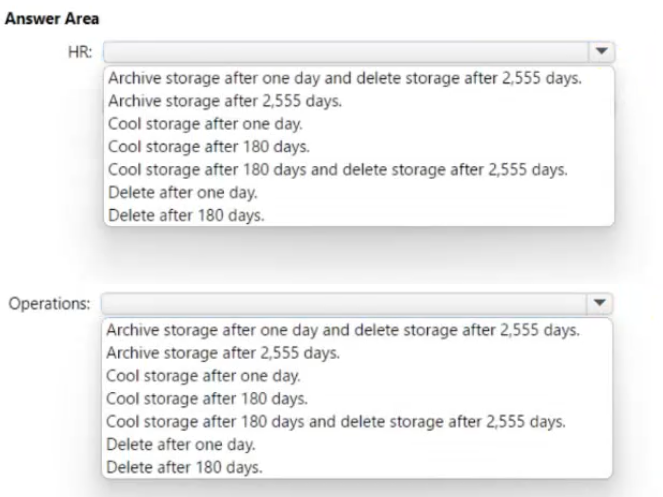 Answer Area
HR:
Archive storage after one day and delete storage after 2,555 days.
Archive storage after 2,555 days.
Cool storage after one day.
Cool storage after 180 days.
Cool storage after 180 days and delete storage after 2,555 days.
Delete after one day.
Delete after 180 days.
Operations:
Archive storage after one day and delete storage after 2,555 days.
Archive storage after 2,555 days.
Cool storage after one day.
Cool storage after 180 days.
Cool storage after 180 days and delete storage after 2,555 days.
Delete after one day.
Delete after 180 days.